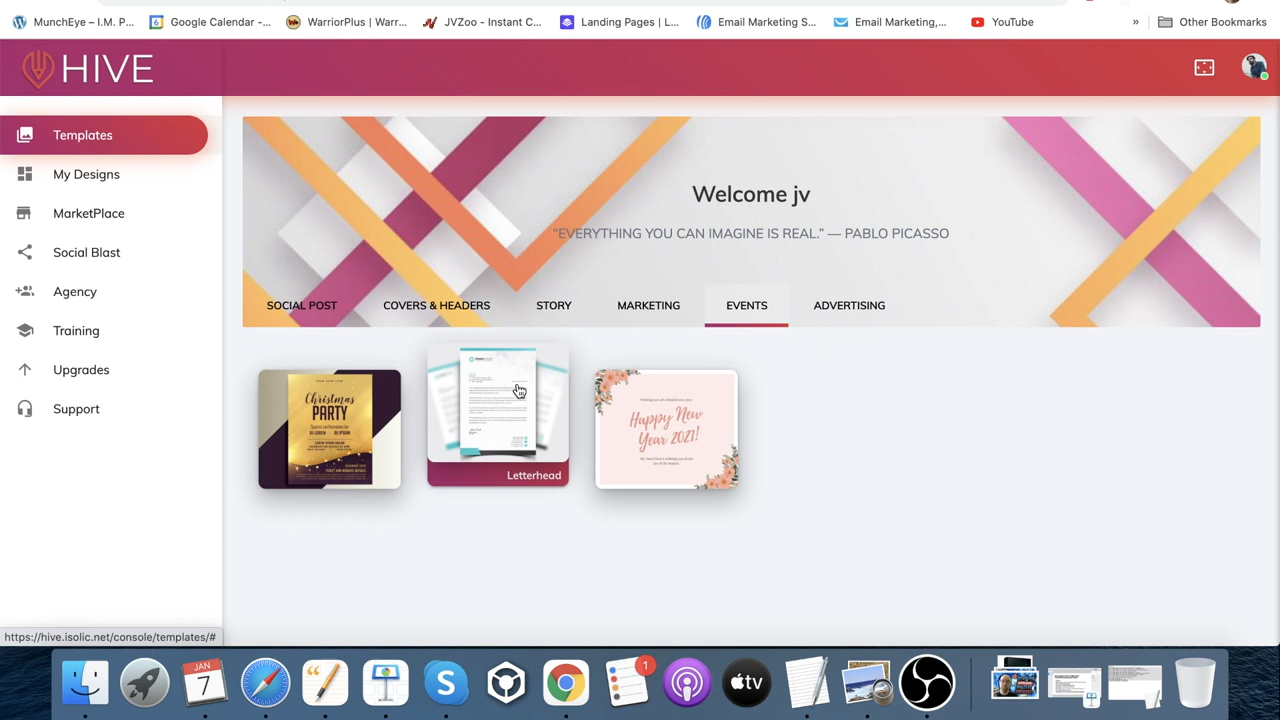 MunchEye – I.M. P...
Google Calendar -...
WarriorPlus | Warr...
JVZoo - Instant C...
Landing Pages | L...
Email Marketing S...
Email Marketing,...
YouTube
»
Other Bookmarks
HIVE
Templates
My Designs
MarketPlace
Social Blast
Agency
Training
Upgrades
Support
Welcome jv
“EVERYTHING YOU CAN IMAGINE IS REAL.” — PABLO PICASSO
SOCIAL POST
COVERS & HEADERS
STORY
MARKETING
EVENTS
ADVERTISING
Christmas
PARTY
Letterhead
Happy New
Year 2021!
https://hive.isolic.net/console/templates/#
JAN
7
S
1
tv